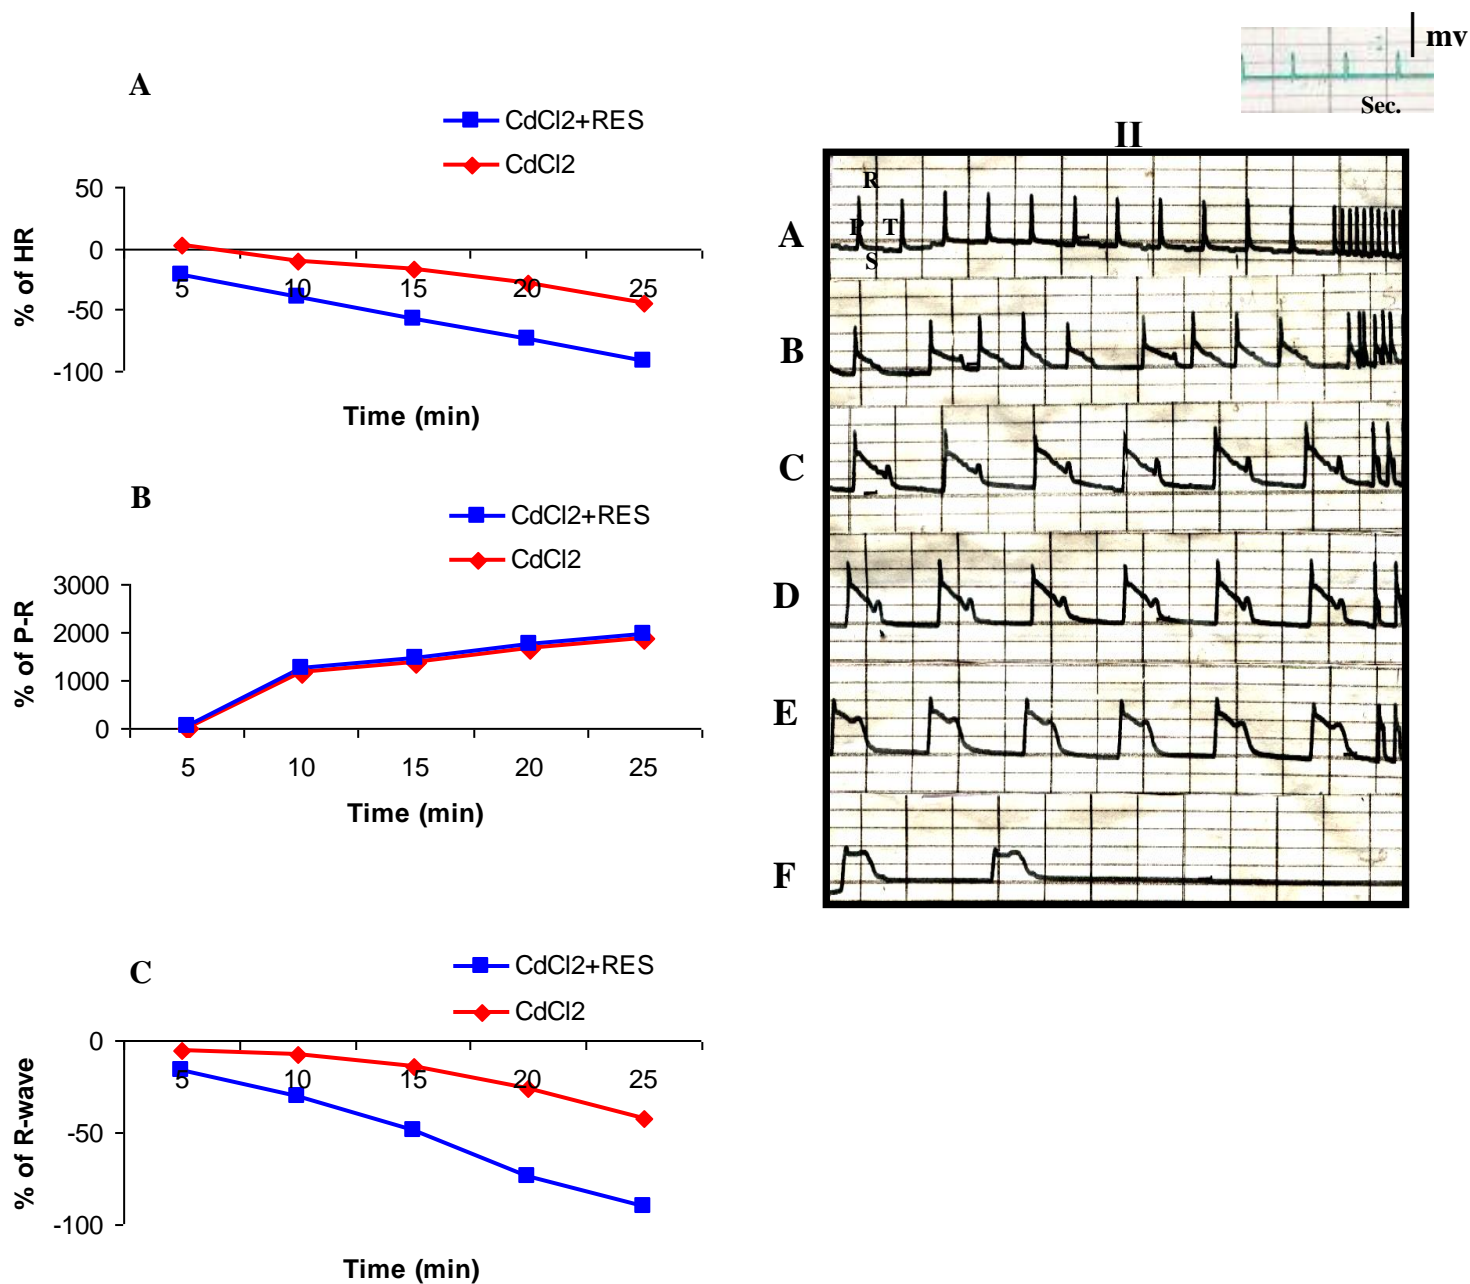 A
CdCl2+RES
CdCl2
50
0
-50
-100
% of HR
5 10 15 20 25
Time (min)
B
CdCl2+RES
CdCl2
3000
2000
1000
0
% of P-R
5 10 15 20 25
Time (min)
C
CdCl2+RES
CdCl2
0
-50
-100
% of R-wave
5 10 15 20 25
Time (min)
mv
Sec.
II
A
R
P T
S
B
C
D
E
F